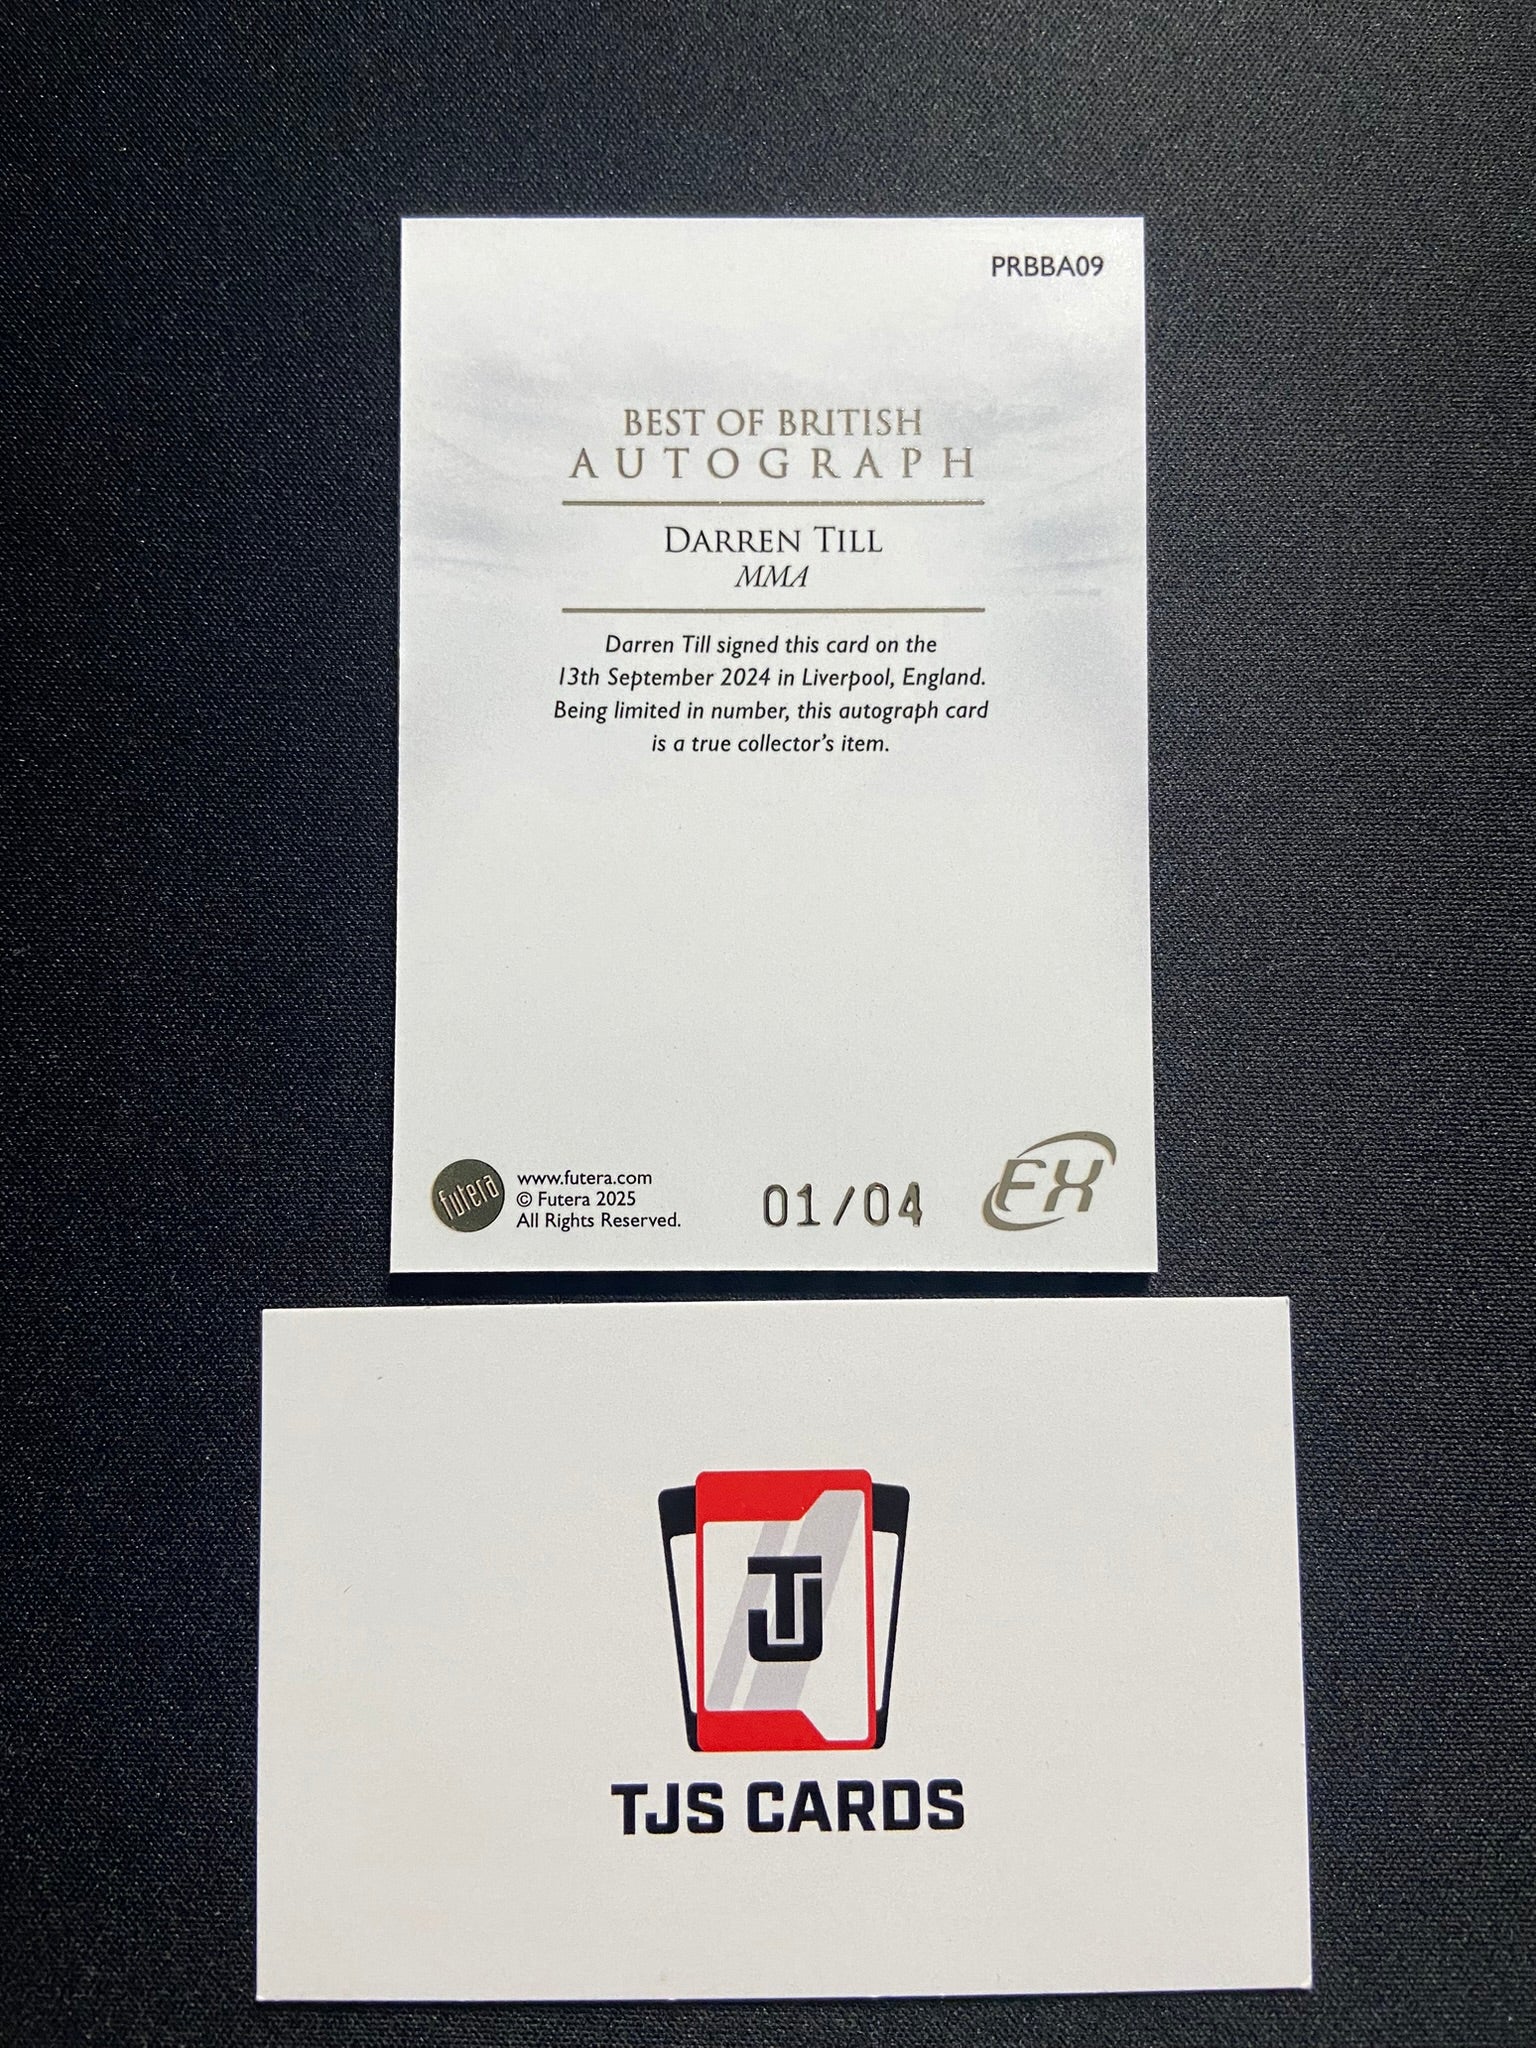 PRBBA09
BEST OF BRITISH
AUTOGRAPH
DARREN TILL
MMA
Darren Till signed this card on the
13th September 2024 in Liverpool, England.
Being limited in number, this autograph card
is a true collector's item.
futera
www.futera.com
© Futera 2025
All Rights Reserved.
01/04
FX
TJ
TJS CARDS